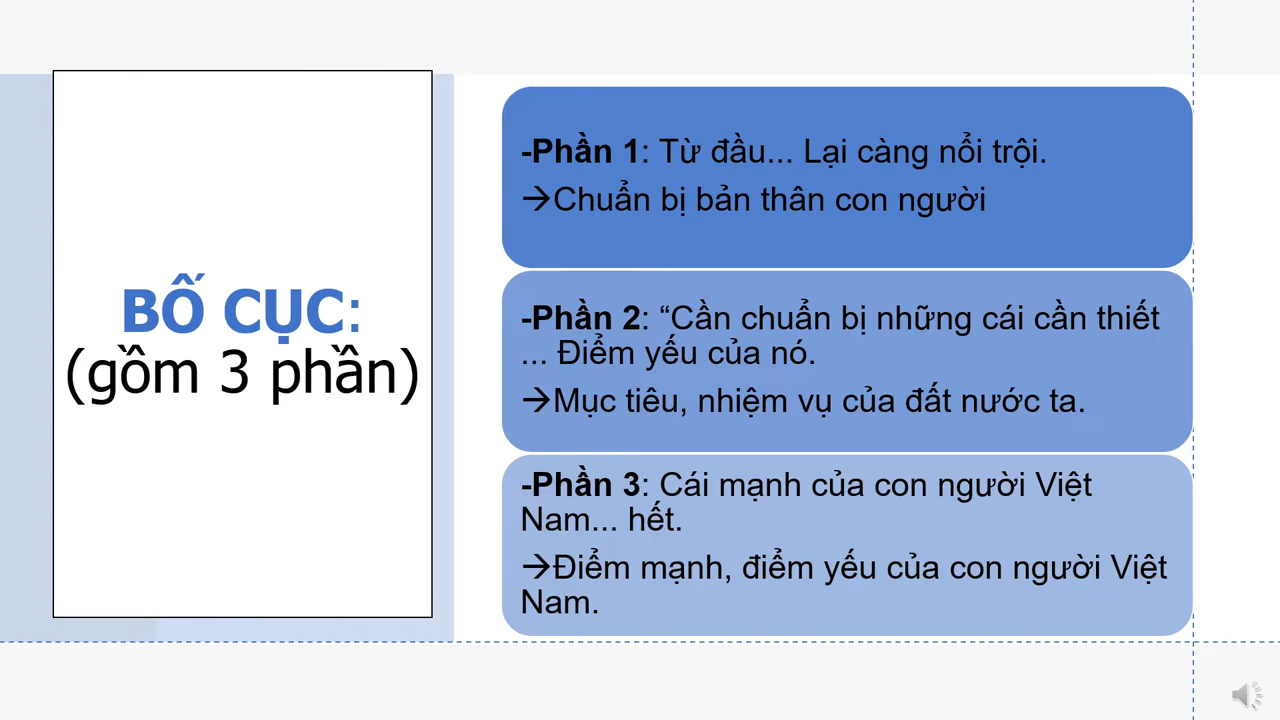 BỐ CỤC:
(gồm 3 phần)
-Phần 1: Từ đầu... Lại càng nổi trội.
→Chuẩn bị bản thân con người
-Phần 2: “Cần chuẩn bị những cái cần thiết
... Điểm yếu của nó.
→Mục tiêu, nhiệm vụ của đất nước ta.
-Phần 3: Cái mạnh của con người Việt
Nam... hết.
→Điểm mạnh, điểm yếu của con người Việt
Nam.